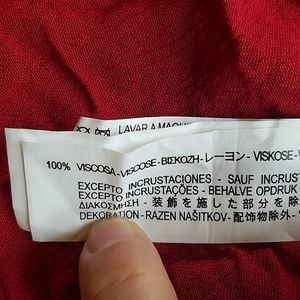 LAVAR A MAQU
100% VISCOSA-VISCOSE-ΒΙΣΚΟΖΗ-レーヨン-VISKOSE-V
EXCEPTO INCRUSTACIONES - SAUF INCRUST
EXCEPTO INCRUSTAÇÕES - BEHALVE OPDRUK
ΔΙΑΚΟΣΜΗΣΗ - 装飾を施した部分を除
DEKORATION - RAZEN NAŠITKOV- 配饰物除外-